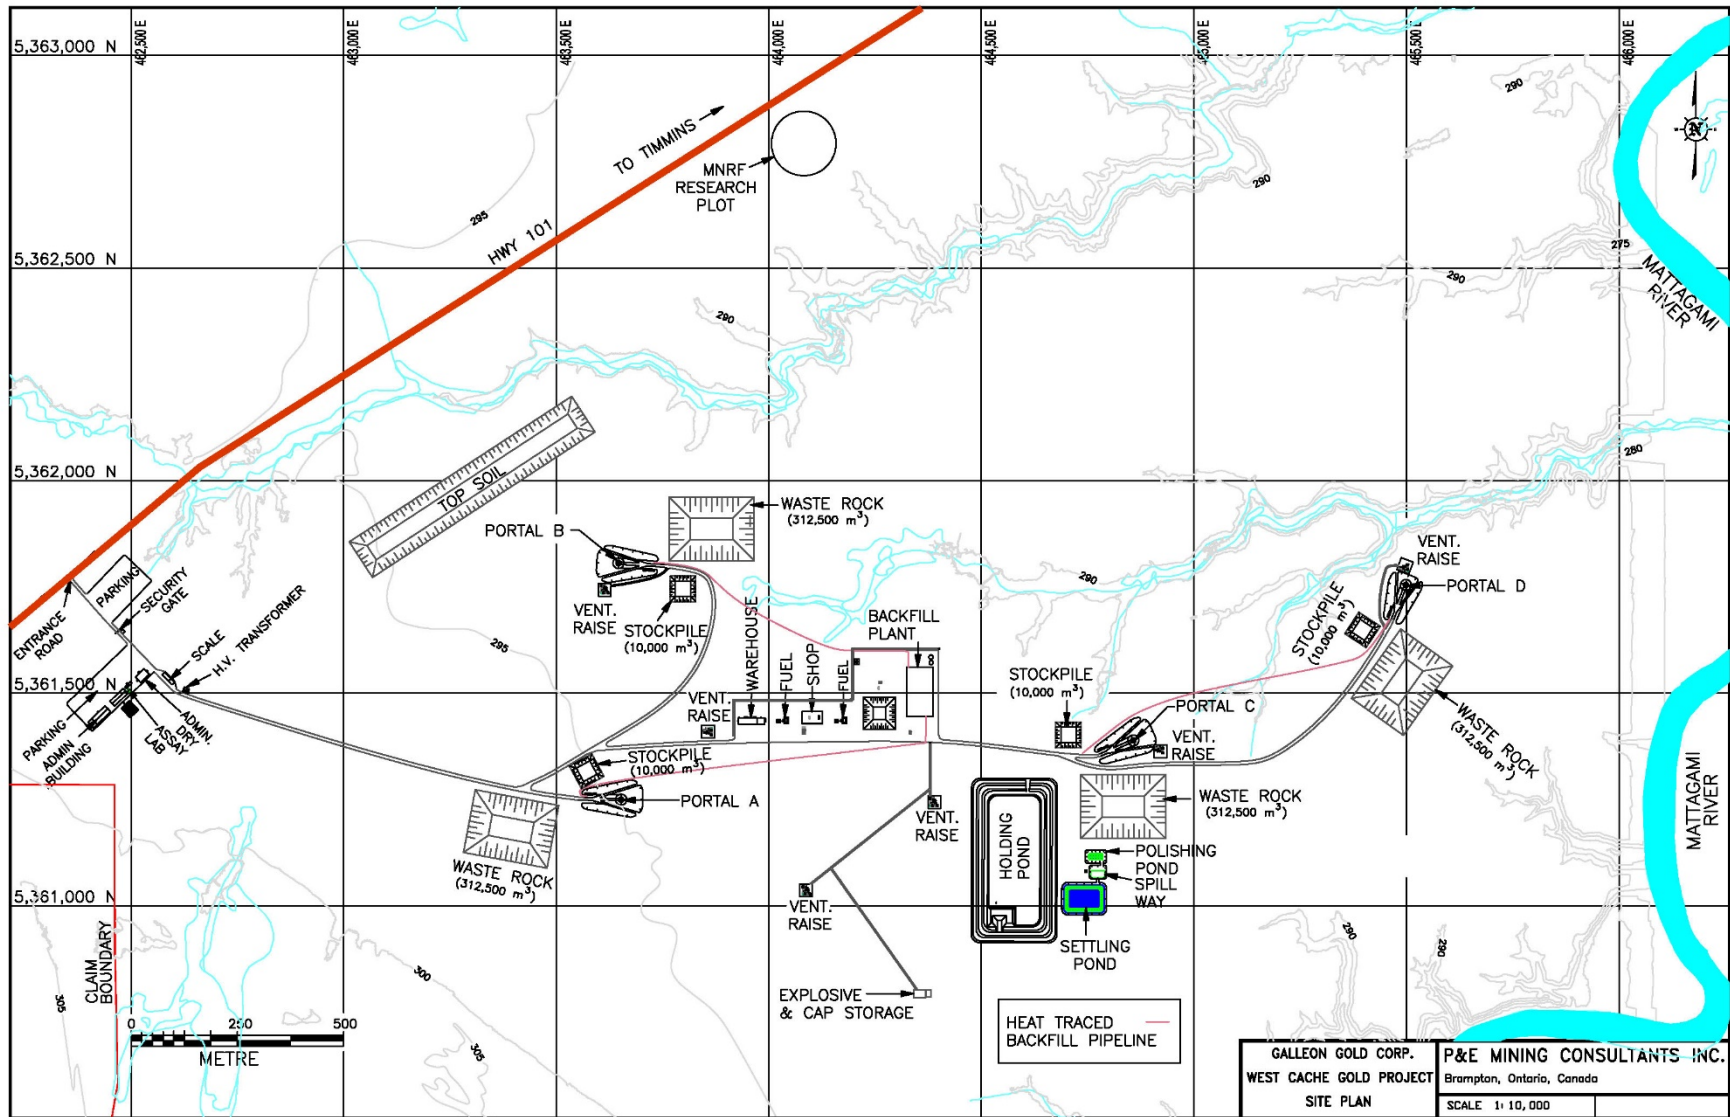 462,500 E
463,000 E
463,500 E
464,000 E
464,500 E
465,500 E
466,000 E
5,363,000 N
5,362,500 N
5,362,000 N
5,361,500 N
5,361,000 N
290
TO TIMMINS
MNRF
RESEARCH
PLOT
290
295
HWY 101
275
290
MATTAGAMI
RIVER
290
N
280
TOP SOIL
WASTE ROCK
(312,500 m³)
PORTAL B
VENT.
RAISE
290
PORTAL D
PARKING
SECURITY
GATE
ENTRANCE
ROAD
SCALE
H.V. TRANSFORMER
VENT.
RAISE
STOCKPILE
(10,000 m³)
295
WAREHOUSE
FUEL
SHOP
FUEL
BACKFILL
PLANT
STOCKPILE
(10,000 m³)
STOCKPILE
(10,000 m³)
PORTAL C
VENT.
RAISE
WASTE ROCK
(312,500 m³)
VENT.
RAISE
PARKING
ADMIN.
BUILDING
ADMIN.
DRY
ASSAY
LAB
STOCKPILE
(10,000 m³)
PORTAL A
WASTE ROCK
(312,500 m³)
VENT.
RAISE
HOLDING
POND
WASTE ROCK
(312,500 m³)
MATTAGAMI
RIVER
POLISHING
POND
SPILL
WAY
VENT.
RAISE
SETTLING
POND
CLAIM
BOUNDARY
300
305
305
290
290
EXPLOSIVE
& CAP STORAGE
0 250 500
METRE
HEAT TRACED
BACKFILL PIPELINE
GALLEON GOLD CORP.
WEST CACHE GOLD PROJECT
SITE PLAN
P&E MINING CONSULTANTS INC.
Brampton, Ontario, Canada
SCALE 1:10,000